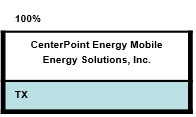 100%
CenterPoint Energy Mobile
Energy Solutions, Inc.
TX